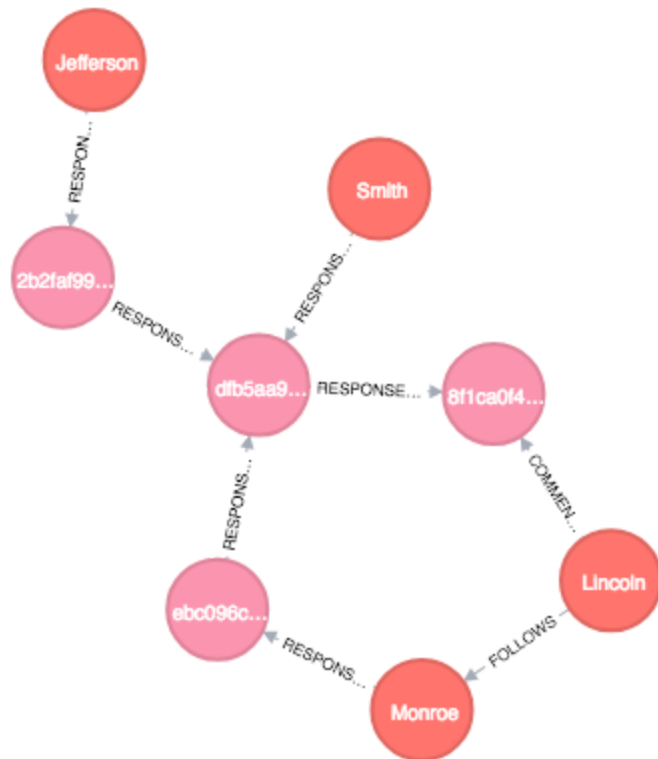 Jefferson
RESPON...
Smith
2b2faf99...
RESPONS...
RESPONS...
dfb5aa9...
RESPONSE...
8f1ca0f4...
RESPONS...
COMMEN...
Lincoln
ebc096c...
RESPONS...
FOLLOWS
Monroe